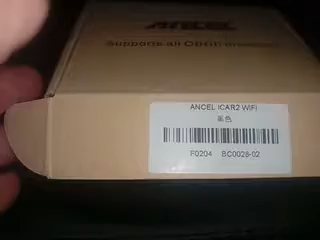 ANCEL
Supports all OBDII
ANCEL ICAR2 WIFI
黑色
F0204 BC0028-02